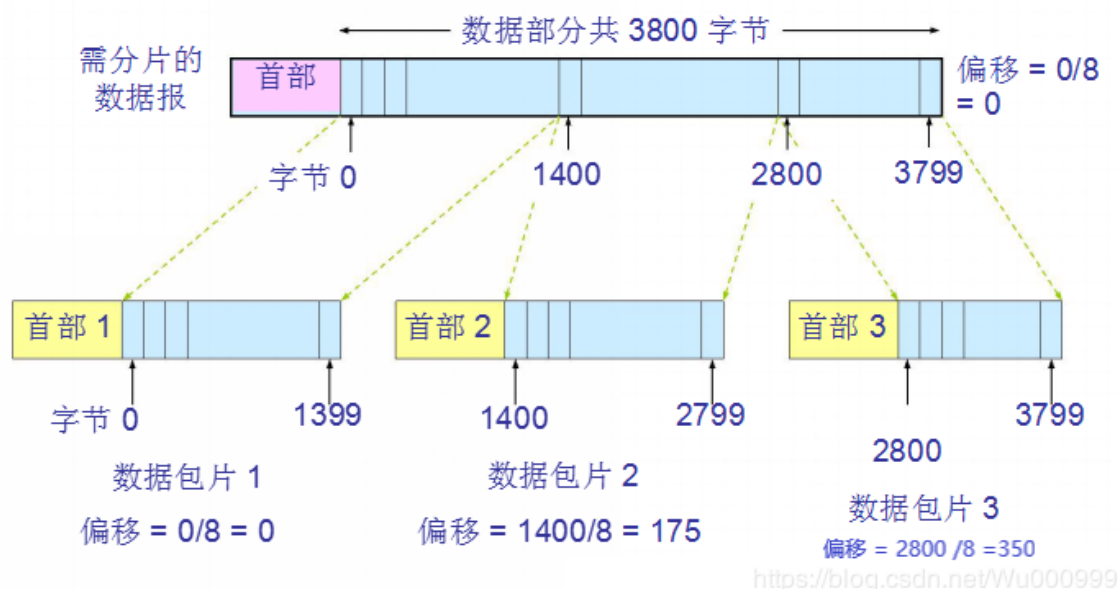 数据部分共 3800 字节
需分片的
数据报
首部
偏移 = 0/8
= 0
字节 0
1400
2800
3799
首部 1
首部 2
首部 3
字节 0
1399
1400
2799
2800
3799
数据包片 1
数据包片 2
数据包片 3
偏移 = 0/8 = 0
偏移 = 1400/8 = 175
偏移 = 2800 /8 =350
https://blog.csdn.net/Wu000999